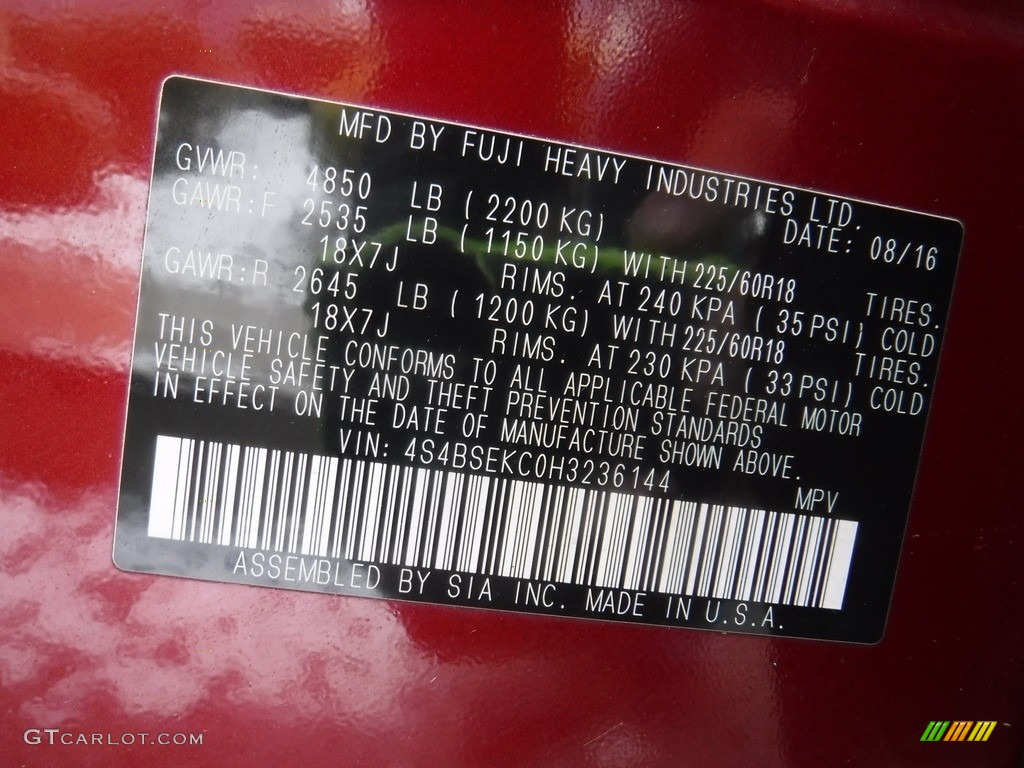 MFD BY FUJI HEAVY INDUSTRIES LTD.
GVWR: 4850 LB ( 2200 KG) DATE: 08/16
GAWR:F 2535 LB ( 1150 KG) WITH 225/60R18 TIRES.
18X7J RIMS. AT 240 KPA ( 35 PSI) COLD
GAWR:R 2645 LB ( 1200 KG) WITH 225/60R18 TIRES.
18X7J RIMS. AT 230 KPA ( 33 PSI) COLD
THIS VEHICLE CONFORMS TO ALL APPLICABLE FEDERAL MOTOR
VEHICLE SAFETY AND THEFT PREVENTION STANDARDS
IN EFFECT ON THE DATE OF MANUFACTURE SHOWN ABOVE.
VIN: 4S4BSEKC0H3236144 MPV
ASSEMBLED BY SIA INC. MADE IN U.S.A.
GTCARLOT.COM